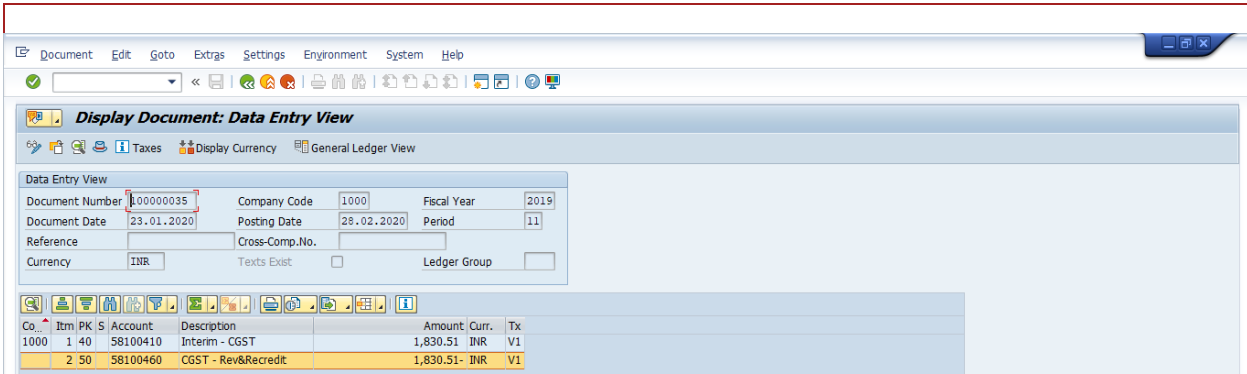 Document Edit Goto Extras Settings Environment System Help
Display Document: Data Entry View
Taxes Display Currency General Ledger View
Data Entry View
Document Number 100000035 Company Code 1000 Fiscal Year 2019
Document Date 23.01.2020 Posting Date 28.02.2020 Period 11
Reference Cross-Comp.No.
Currency INR Texts Exist Ledger Group
Co... Itm PK S Account Description Amount Curr. Tx
1000 1 40 58100410 Interim - CGST 1,830.51 INR V1
2 50 58100460 CGST - Rev&Recredit 1,830.51- INR V1